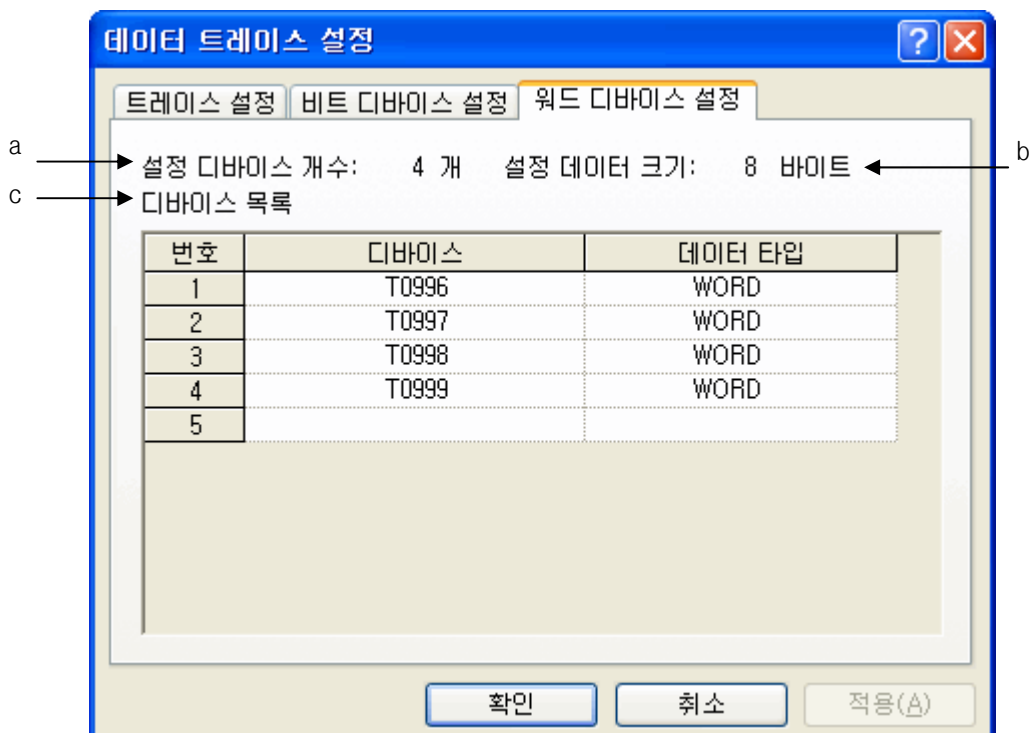 데이터 트레이스 설정
트레이스 설정 비트 디바이스 설정 워드 디바이스 설정
a 설정 디바이스 개수: 4 개 설정 데이터 크기: 8 바이트 b
c 디바이스 목록
번호 디바이스 데이터 타입
1 T0996 WORD
2 T0997 WORD
3 T0998 WORD
4 T0999 WORD
5
확인 취소 적용(A)